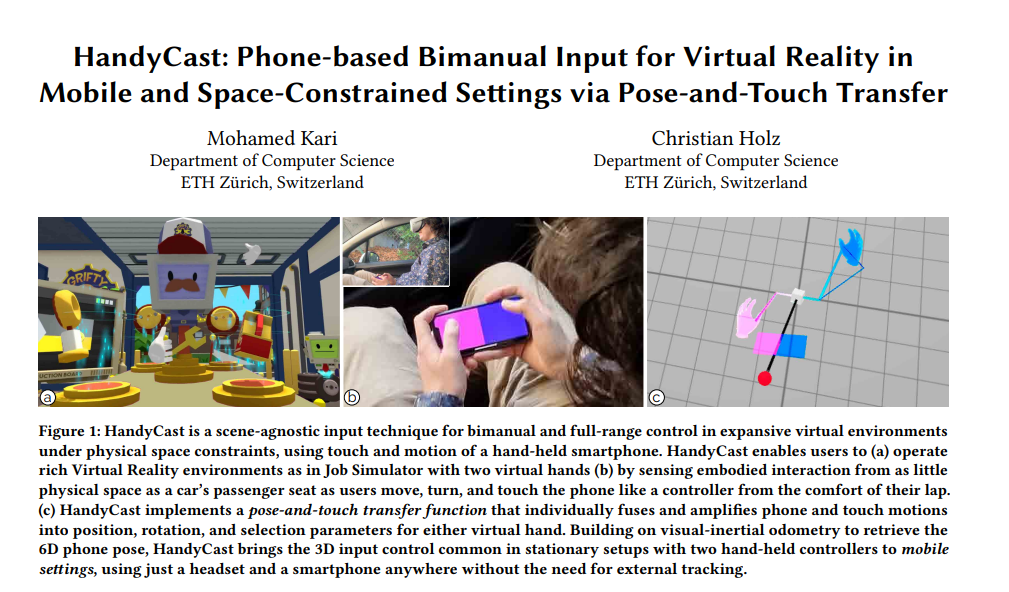 HandyCast: Phone-based Bimanual Input for Virtual Reality in
Mobile and Space-Constrained Settings via Pose-and-Touch Transfer
Mohamed Kari
Department of Computer Science
ETH Zürich, Switzerland
Christian Holz
Department of Computer Science
ETH Zürich, Switzerland
GRIFTY
UCTION BOA
a
b
c
Figure 1: HandyCast is a scene-agnostic input technique for bimanual and full-range control in expansive virtual environments
under physical space constraints, using touch and motion of a hand-held smartphone. HandyCast enables users to (a) operate
rich Virtual Reality environments as in Job Simulator with two virtual hands (b) by sensing embodied interaction from as little
physical space as a car's passenger seat as users move, turn, and touch the phone like a controller from the comfort of their lap.
(c) HandyCast implements a pose-and-touch transfer function that individually fuses and amplifies phone and touch motions
into position, rotation, and selection parameters for either virtual hand. Building on visual-inertial odometry to retrieve the
6D phone pose, HandyCast brings the 3D input control common in stationary setups with two hand-held controllers to mobile
settings, using just a headset and a smartphone anywhere without the need for external tracking.